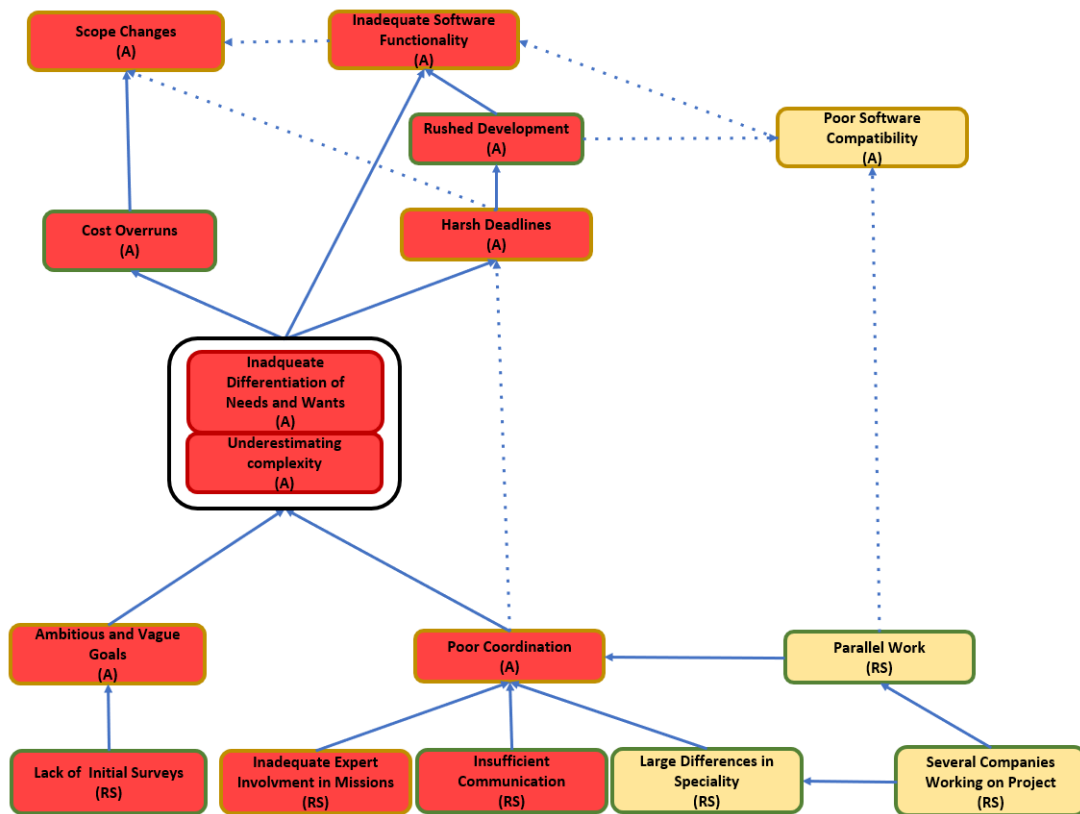 Scope Changes
(A)
Inadequate Software
Functionality
(A)
Rushed Development
(A)
Poor Software
Compatibility
(A)
Cost Overruns
(A)
Harsh Deadlines
(A)
Inadqueate
Differentiation of
Needs and Wants
(A)
Underestimating
complexity
(A)
Ambitious and Vague
Goals
(A)
Poor Coordination
(A)
Parallel Work
(RS)
Lack of Initial Surveys
(RS)
Inadequate Expert
Involvment in Missions
(RS)
Insufficient
Communication
(RS)
Large Differences in
Speciality
(RS)
Several Companies
Working on Project
(RS)